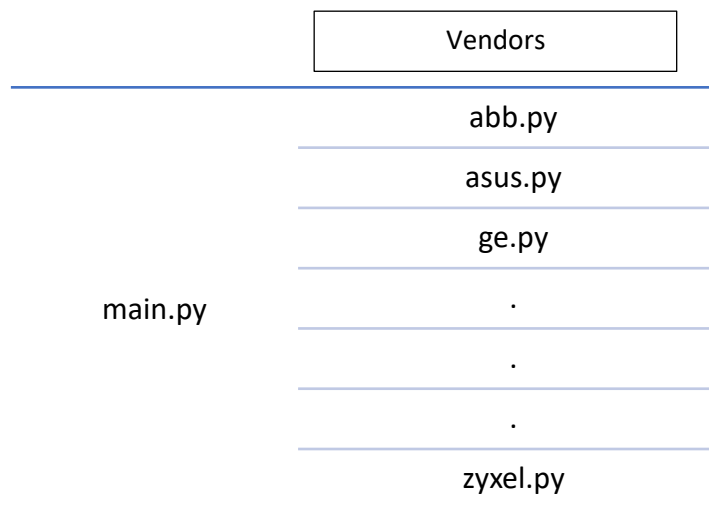 Vendors
abb.py
asus.py
ge.py
main.py
.
.
.
zyxel.py